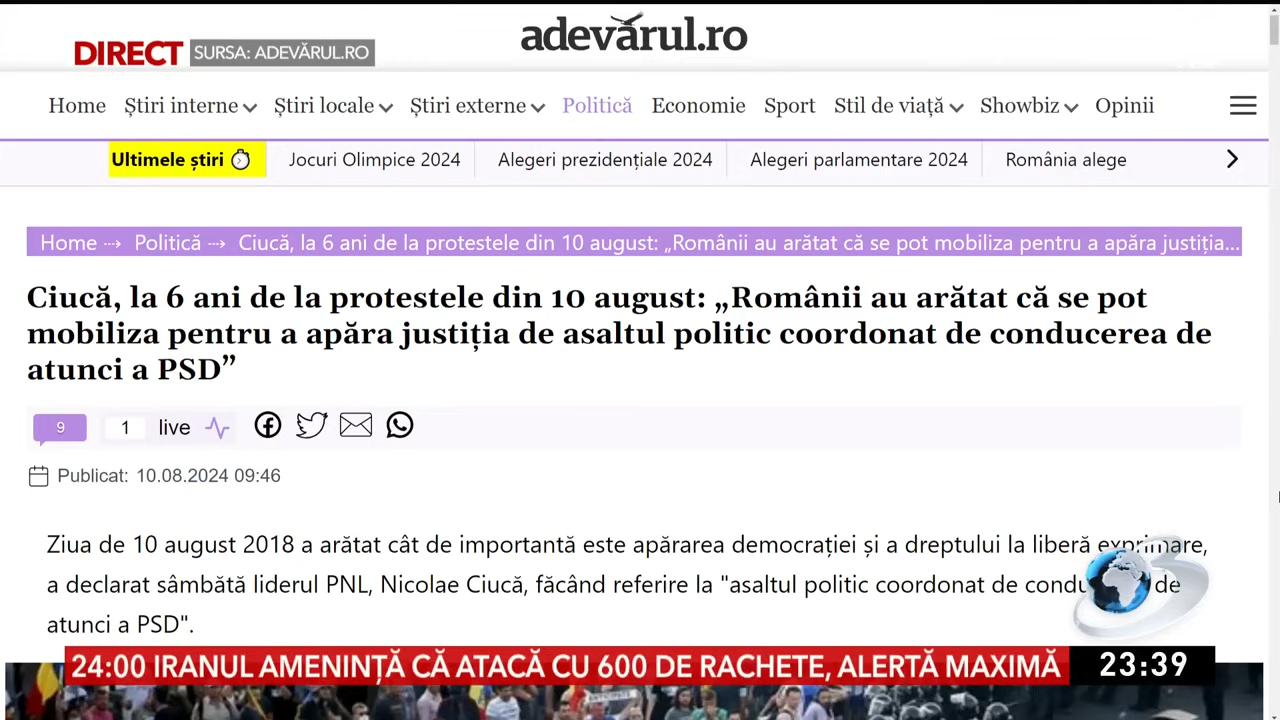 adevărul.ro
DIRECT SURSA: ADEVĂRUL.RO
Home Știri interne Știri locale Știri externe Politică Economie Sport Stil de viață Showbiz Opinii
Ultimele știri Jocuri Olimpice 2024 Alegeri prezidențiale 2024 Alegeri parlamentare 2024 România alege
Home ⤑ Politică ⤑ Ciucă, la 6 ani de la protestele din 10 august: „Românii au arătat că se pot mobiliza pentru a apăra justiția...
Ciucă, la 6 ani de la protestele din 10 august: „Românii au arătat că se pot
mobiliza pentru a apăra justiția de asaltul politic coordonat de conducerea de
atunci a PSD”
9 1 live
Publicat: 10.08.2024 09:46
Ziua de 10 august 2018 a arătat cât de importantă este apărarea democrației și a dreptului la liberă exprimare,
a declarat sâmbătă liderul PNL, Nicolae Ciucă, făcând referire la "asaltul politic coordonat de de
atunci a PSD".
3
24:00 IRANUL AMENINȚĂ CĂ ATACĂ CU 600 DE RACHETE, ALERTĂ MAXIMĂ 23:39